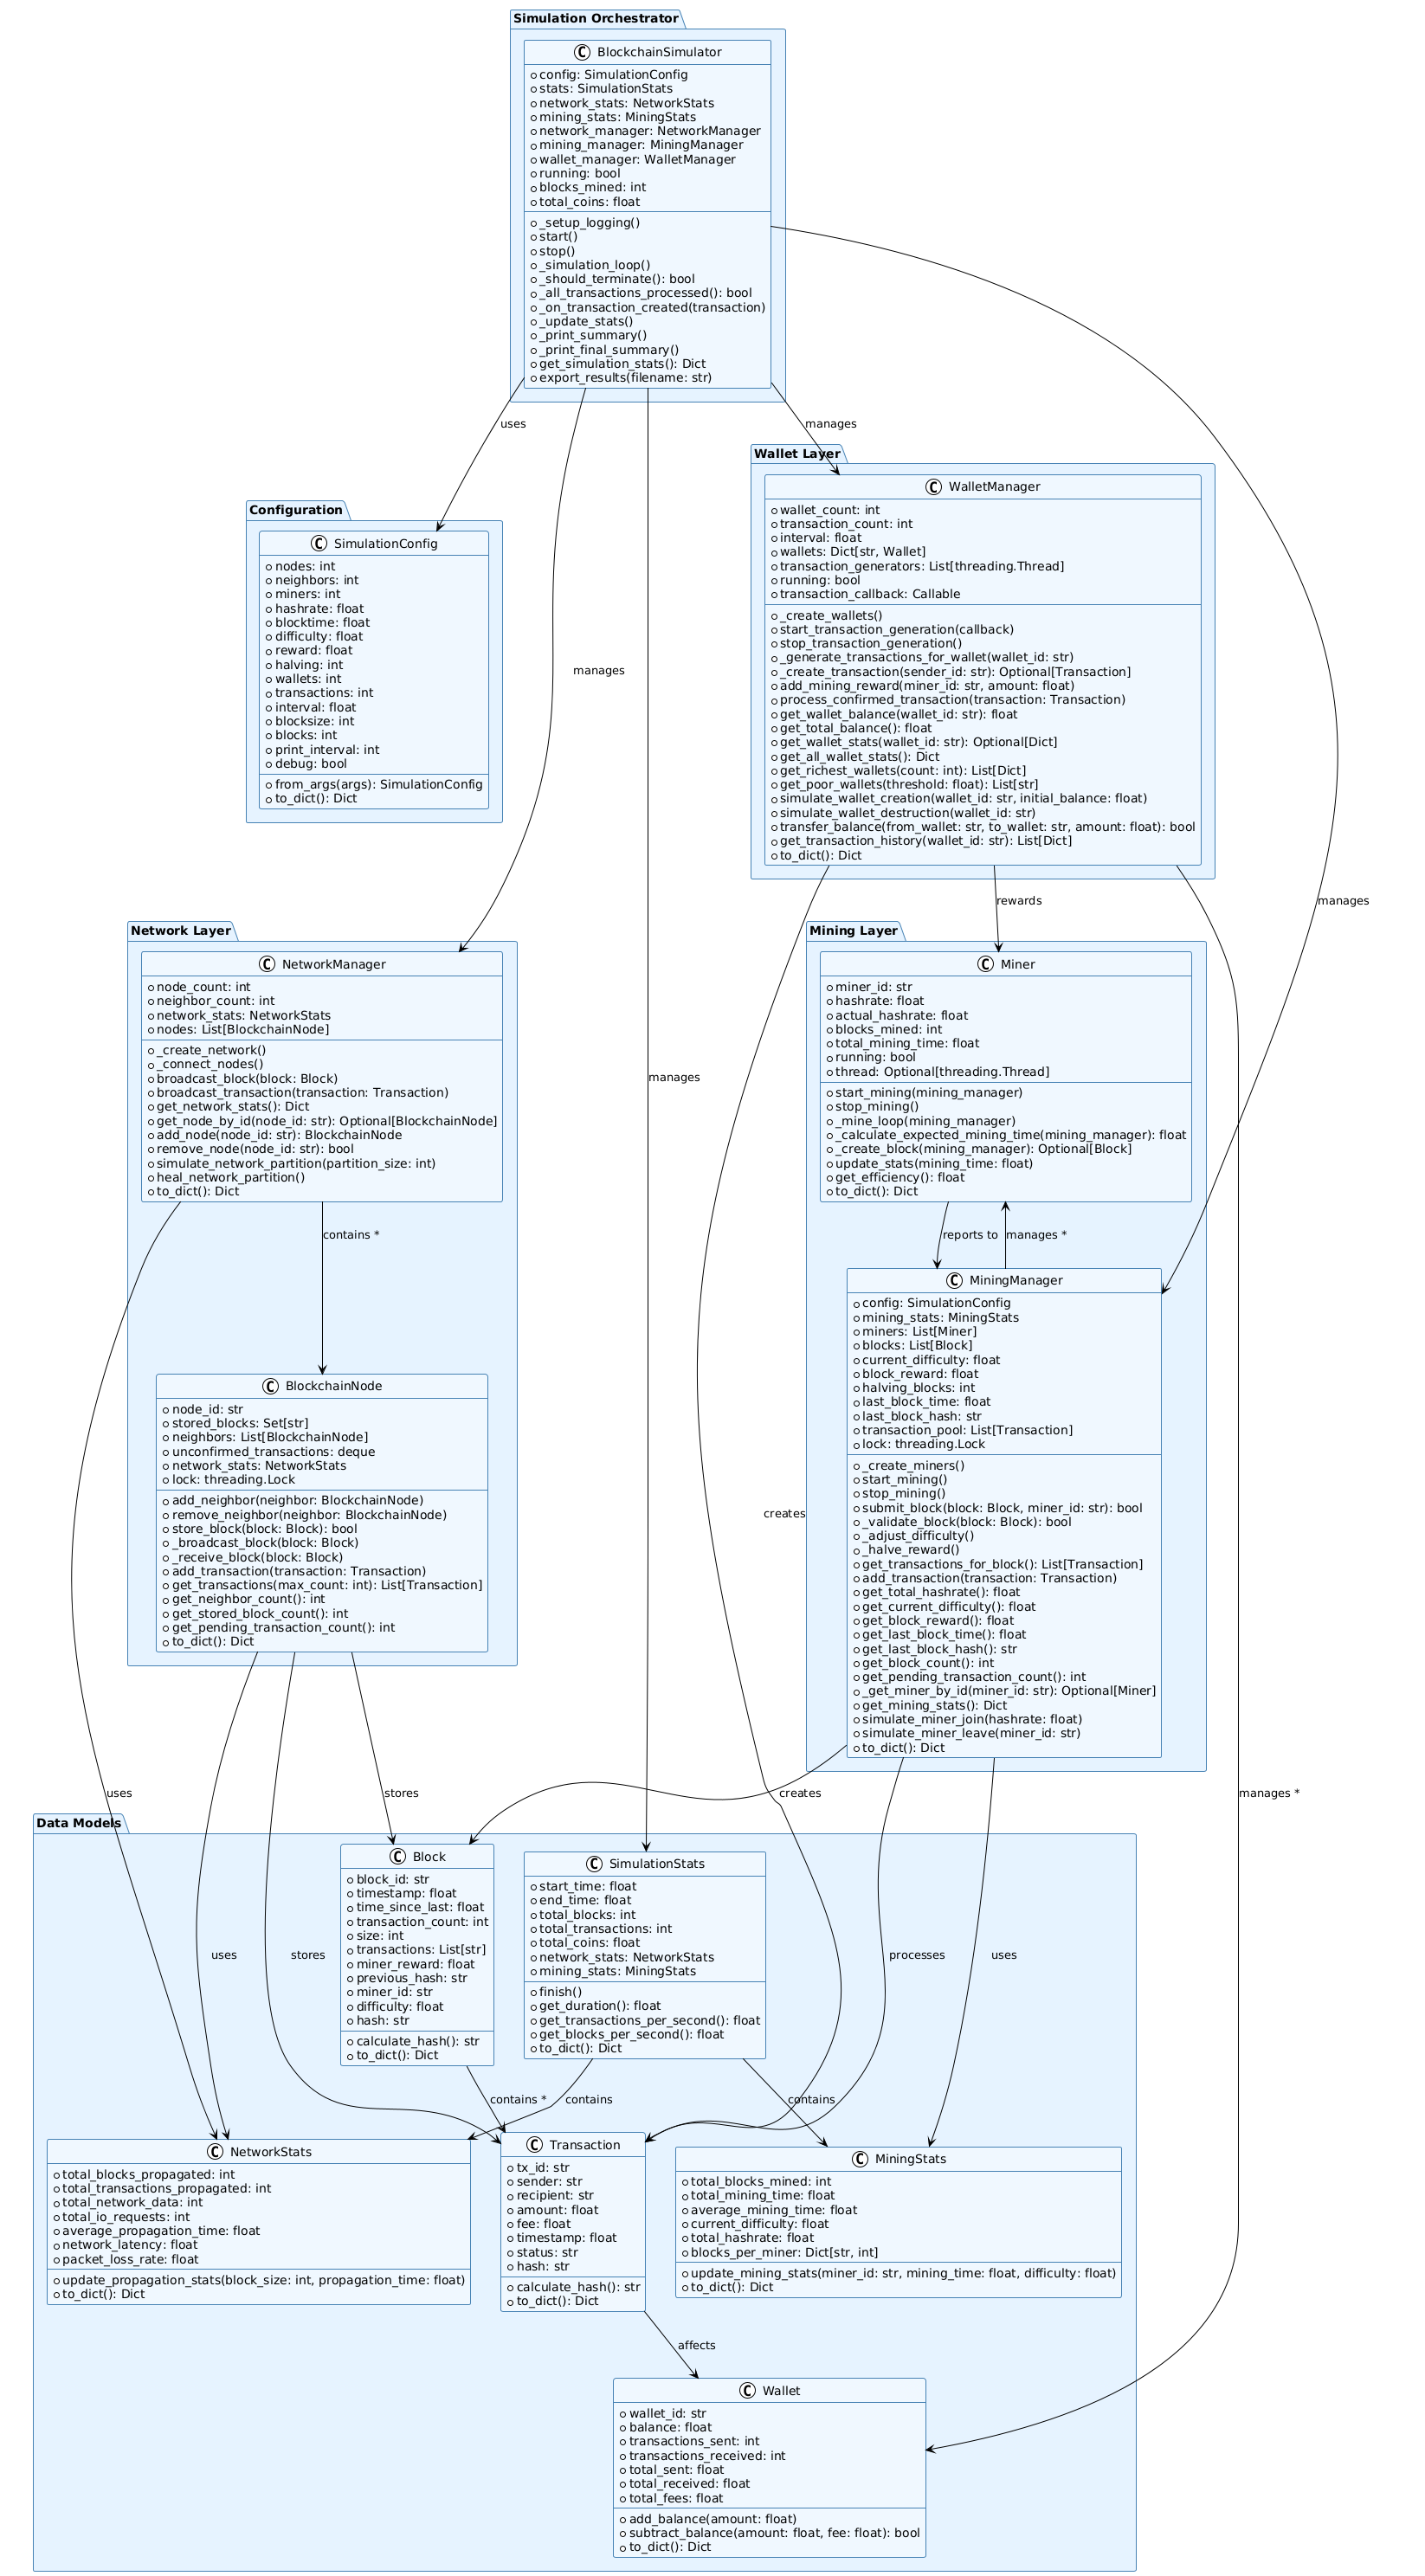 Simulation Orchestrator
C BlockchainSimulator
config: SimulationConfig
stats: SimulationStats
network_stats: NetworkStats
mining_stats: MiningStats
network_manager: NetworkManager
mining_manager: MiningManager
wallet_manager: WalletManager
running: bool
blocks_mined: int
total_coins: float
_setup_logging()
start()
stop()
_simulation_loop()
_should_terminate(): bool
_all_transactions_processed(): bool
_on_transaction_created(transaction)
_update_stats()
_print_summary()
_print_final_summary()
get_simulation_stats(): Dict
export_results(filename: str)
uses
manages
Configuration
C SimulationConfig
nodes: int
neighbors: int
miners: int
hashrate: float
blocktime: float
difficulty: float
reward: float
halving: int
wallets: int
transactions: int
interval: float
blocksize: int
blocks: int
print_interval: int
debug: bool
from_args(args): SimulationConfig
to_dict(): Dict
manages
Wallet Layer
C WalletManager
wallet_count: int
transaction_count: int
interval: float
wallets: Dict[str, Wallet]
transaction_generators: List[threading.Thread]
running: bool
transaction_callback: Callable
_create_wallets()
start_transaction_generation(callback)
stop_transaction_generation()
_generate_transactions_for_wallet(wallet_id: str)
_create_transaction(sender_id: str): Optional[Transaction]
add_mining_reward(miner_id: str, amount: float)
process_confirmed_transaction(transaction: Transaction)
get_wallet_balance(wallet_id: str): float
get_total_balance(): float
get_wallet_stats(wallet_id: str): Optional[Dict]
get_all_wallet_stats(): Dict
get_richest_wallets(count: int): List[Dict]
get_poor_wallets(threshold: float): List[str]
simulate_wallet_creation(wallet_id: str, initial_balance: float)
simulate_wallet_destruction(wallet_id: str)
transfer_balance(from_wallet: str, to_wallet: str, amount: float): bool
get_transaction_history(wallet_id: str): List[Dict]
to_dict(): Dict
rewards
manages
Network Layer
C NetworkManager
node_count: int
neighbor_count: int
network_stats: NetworkStats
nodes: List[BlockchainNode]
_create_network()
_connect_nodes()
broadcast_block(block: Block)
broadcast_transaction(transaction: Transaction)
get_network_stats(): Dict
get_node_by_id(node_id: str): Optional[BlockchainNode]
add_node(node_id: str): BlockchainNode
remove_node(node_id: str): bool
simulate_network_partition(partition_size: int)
heal_network_partition()
to_dict(): Dict
contains *
manages
Mining Layer
C Miner
miner_id: str
hashrate: float
actual_hashrate: float
blocks_mined: int
total_mining_time: float
running: bool
thread: Optional[threading.Thread]
start_mining(mining_manager)
stop_mining()
_mine_loop(mining_manager)
_calculate_expected_mining_time(mining_manager): float
_create_block(mining_manager): Optional[Block]
update_stats(mining_time: float)
get_efficiency(): float
to_dict(): Dict
reports to
manages *
C BlockchainNode
node_id: str
stored_blocks: Set[str]
neighbors: List[BlockchainNode]
unconfirmed_transactions: deque
network_stats: NetworkStats
lock: threading.Lock
add_neighbor(neighbor: BlockchainNode)
remove_neighbor(neighbor: BlockchainNode)
store_block(block: Block): bool
_broadcast_block(block: Block)
_receive_block(block: Block)
add_transaction(transaction: Transaction)
get_transactions(max_count: int): List[Transaction]
get_neighbor_count(): int
get_stored_block_count(): int
get_pending_transaction_count(): int
to_dict(): Dict
creates
C MiningManager
config: SimulationConfig
mining_stats: MiningStats
miners: List[Miner]
blocks: List[Block]
current_difficulty: float
block_reward: float
halving_blocks: int
last_block_time: float
last_block_hash: str
transaction_pool: List[Transaction]
lock: threading.Lock
_create_miners()
start_mining()
stop_mining()
submit_block(block: Block, miner_id: str): bool
_validate_block(block: Block): bool
_adjust_difficulty()
_halve_reward()
get_transactions_for_block(): List[Transaction]
add_transaction(transaction: Transaction)
get_total_hashrate(): float
get_current_difficulty(): float
get_block_reward(): float
get_last_block_time(): float
get_last_block_hash(): str
get_block_count(): int
get_pending_transaction_count(): int
_get_miner_by_id(miner_id: str): Optional[Miner]
get_mining_stats(): Dict
simulate_miner_join(hashrate: float)
simulate_miner_leave(miner_id: str)
to_dict(): Dict
uses
stores
creates
manages *
Data Models
C Block
block_id: str
timestamp: float
time_since_last: float
transaction_count: int
size: int
transactions: List[str]
miner_reward: float
previous_hash: str
miner_id: str
difficulty: float
hash: str
calculate_hash(): str
to_dict(): Dict
C SimulationStats
start_time: float
end_time: float
total_blocks: int
total_transactions: int
total_coins: float
network_stats: NetworkStats
mining_stats: MiningStats
finish()
get_duration(): float
get_transactions_per_second(): float
get_blocks_per_second(): float
to_dict(): Dict
uses
stores
processes
uses
contains *
contains
contains
C NetworkStats
total_blocks_propagated: int
total_transactions_propagated: int
total_network_data: int
total_io_requests: int
average_propagation_time: float
network_latency: float
packet_loss_rate: float
update_propagation_stats(block_size: int, propagation_time: float)
to_dict(): Dict
C Transaction
tx_id: str
sender: str
recipient: str
amount: float
fee: float
timestamp: float
status: str
hash: str
calculate_hash(): str
to_dict(): Dict
C MiningStats
total_blocks_mined: int
total_mining_time: float
average_mining_time: float
current_difficulty: float
total_hashrate: float
blocks_per_miner: Dict[str, int]
update_mining_stats(miner_id: str, mining_time: float, difficulty: float)
to_dict(): Dict
affects
C Wallet
wallet_id: str
balance: float
transactions_sent: int
transactions_received: int
total_sent: float
total_received: float
total_fees: float
add_balance(amount: float)
subtract_balance(amount: float, fee: float): bool
to_dict(): Dict